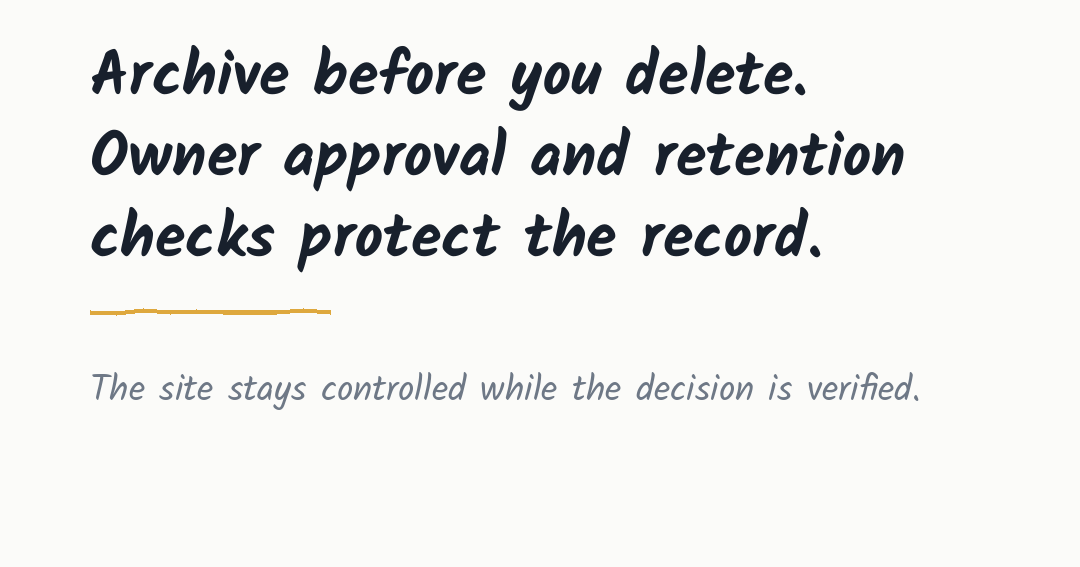 Archive before you delete.
Owner approval and retention
checks protect the record.
The site stays controlled while the decision is verified.